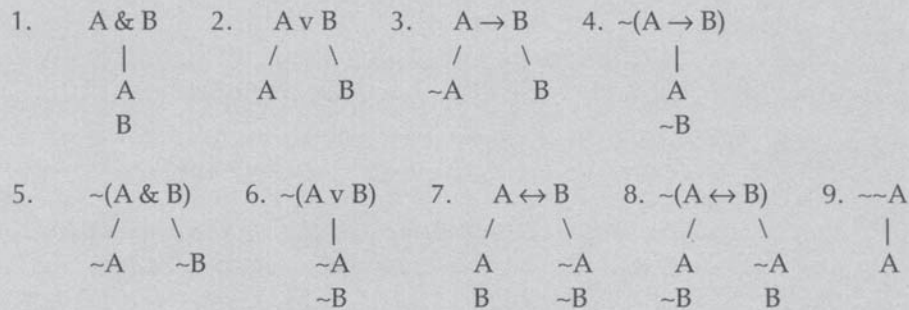 1. A & B 2. A v B 3. A → B 4. ~(A → B)
| / \ / \ |
A A B ~A B A
B ~B
5. ~(A & B) 6. ~(A v B) 7. A ↔ B 8. ~(A ↔ B) 9. ~~A
/ \ | / \ / \ |
~A ~B ~A A ~A A ~A A
~B B ~B ~B B